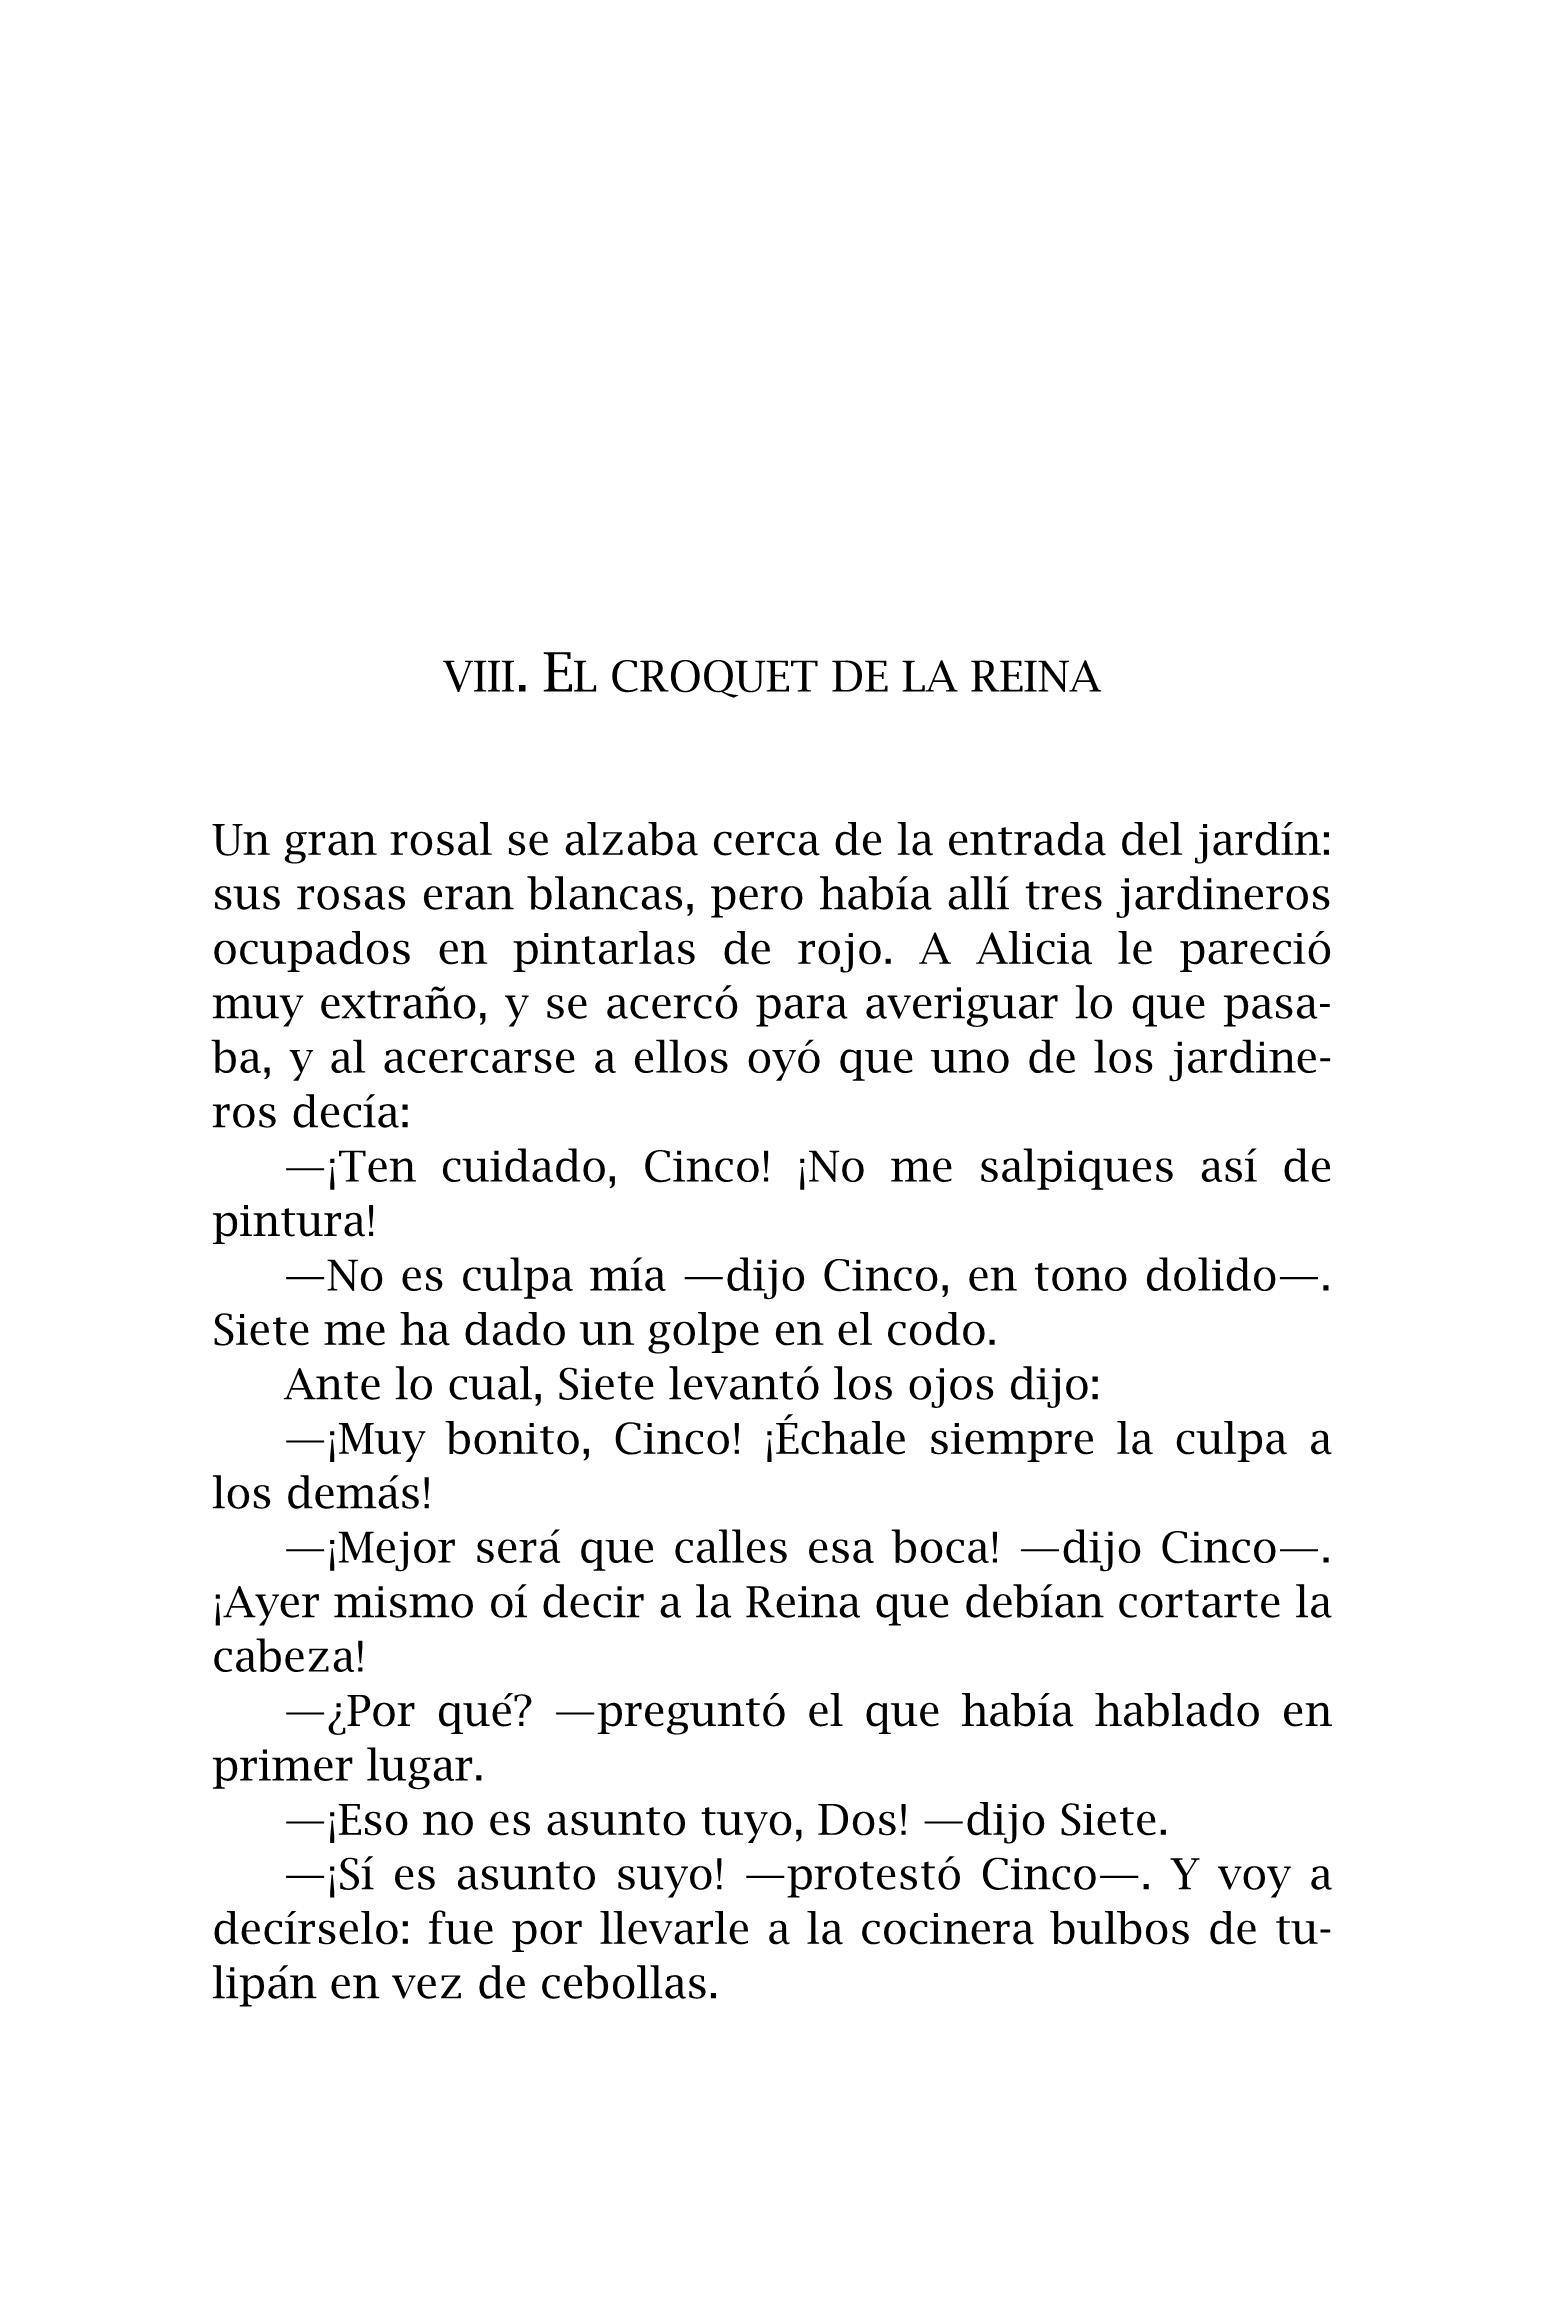 VIII. EL CROQUET DE LA REINA
Un gran rosal se alzaba cerca de la entrada del jardín:
sus rosas eran blancas, pero había allí tres jardineros
ocupados en pintarlas de rojo. A Alicia le pareció
muy extraño, y se acercó para averiguar lo que pasa-
ba, y al acercarse a ellos oyó que uno de los jardine-
ros decía:
—¡Ten cuidado, Cinco! ¡No me salpiques así de
pintura!
—No es culpa mía —dijo Cinco, en tono dolido—.
Siete me ha dado un golpe en el codo.
Ante lo cual, Siete levantó los ojos dijo:
—¡Muy bonito, Cinco! ¡Échale siempre la culpa a
los demás!
—¡Mejor será que calles esa boca! —dijo Cinco—.
¡Ayer mismo oí decir a la Reina que debían cortarte la
cabeza!
—¿Por qué? —preguntó el que había hablado en
primer lugar.
—¡Eso no es asunto tuyo, Dos! —dijo Siete.
—¡Sí es asunto suyo! —protestó Cinco—. Y voy a
decírselo: fue por llevarle a la cocinera bulbos de tu-
lipán en vez de cebollas.